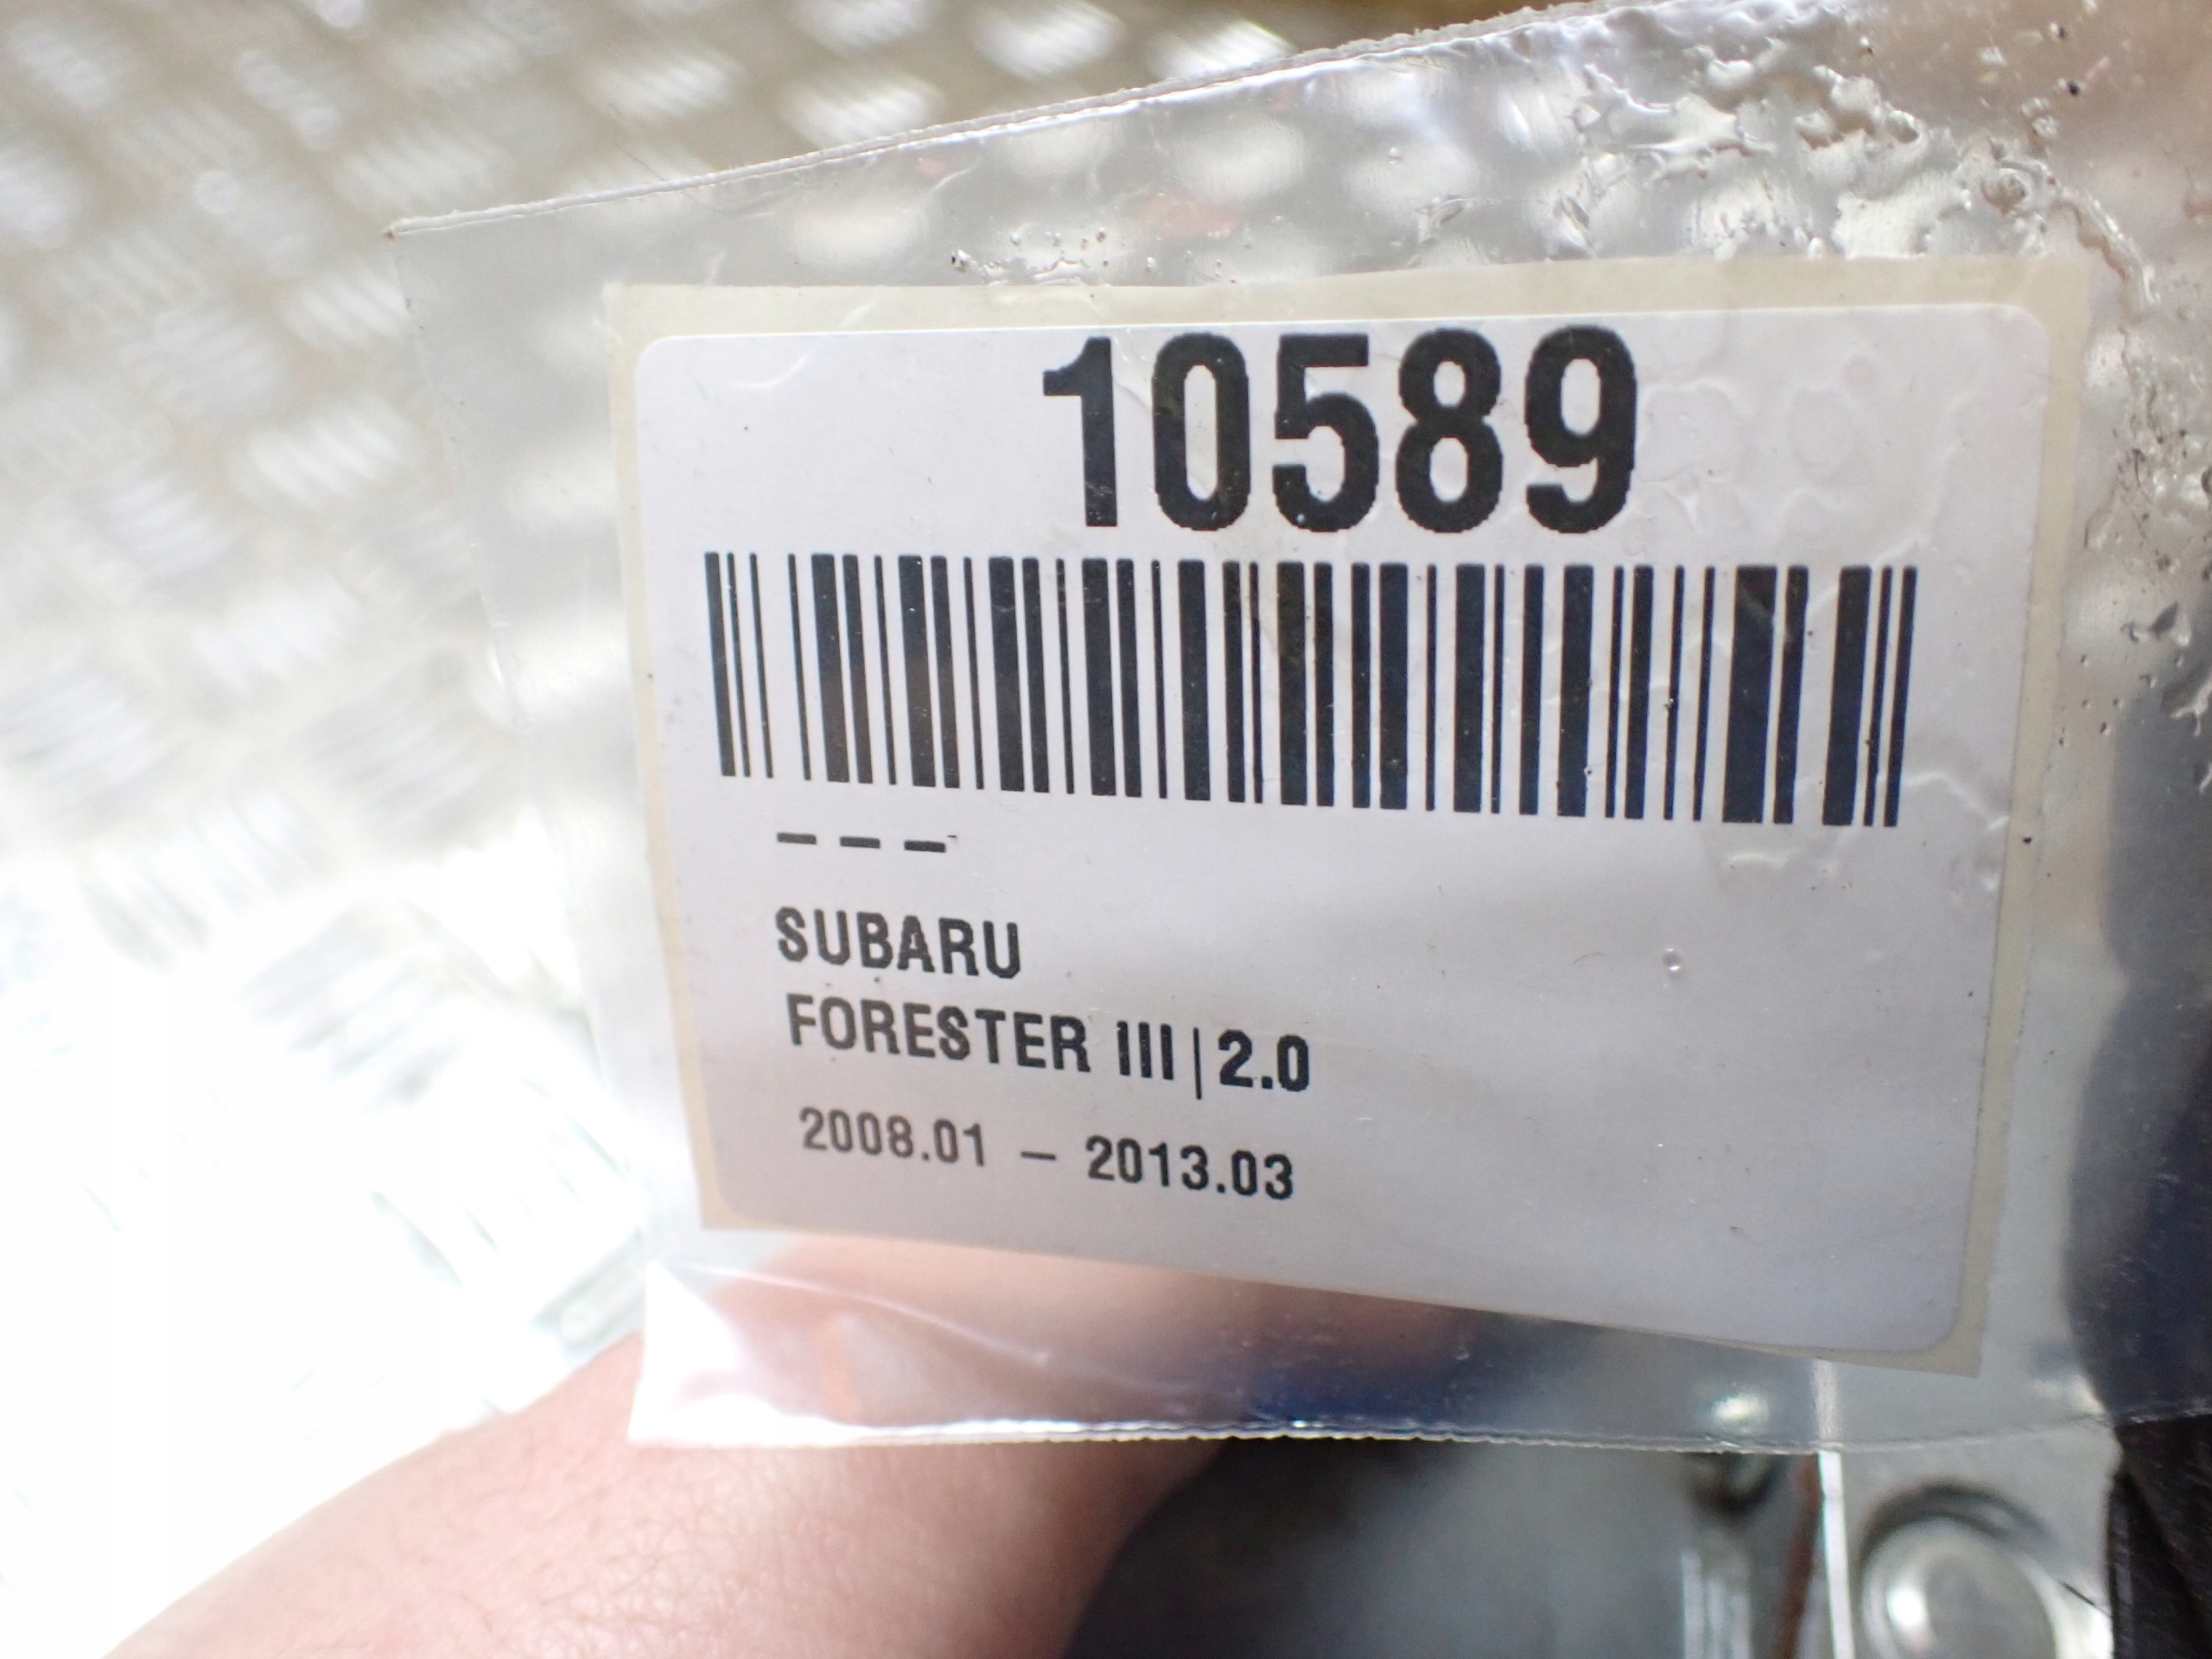 10589
– – –
SUBARU
FORESTER III|2.0
2008.01 – 2013.03